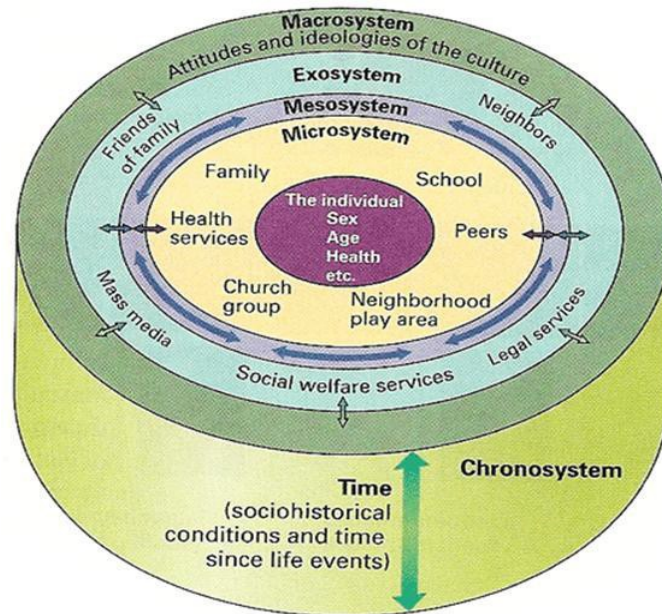 Macrosystem
Attitudes and ideologies of the culture
Exosystem
Mesosystem
Microsystem
Friends
of family
Neighbors
Family
School
The individual
Sex
Age
Health
etc.
Health
services
Peers
Church
group
Neighborhood
play area
Mass media
Social welfare services
Legal services
Chronosystem
Time
(sociohistorical
conditions and time
since life events)